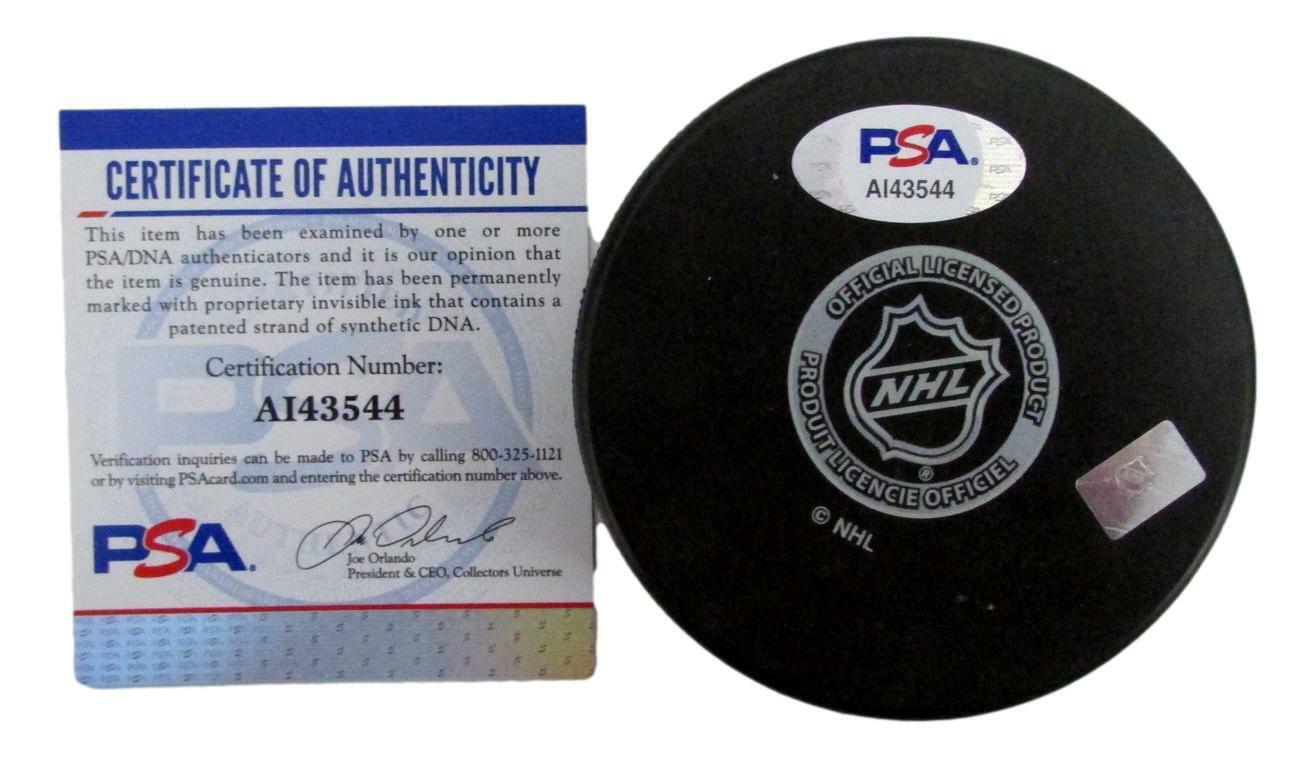 CERTIFICATE OF AUTHENTICITY
This item has been examined by one or more
PSA/DNA authenticators and it is our opinion that
the item is genuine. The item has been permanently
marked with proprietary invisible ink that contains a
patented strand of synthetic DNA.
Certification Number:
AI43544
Verification inquiries can be made to PSA by calling 800-325-1121
or by visiting PSAcard.com and entering the certification number above.
PSA.
Joe Orlando
President & CEO, Collectors Universe
PSA®
AI43544
OFFICIAL LICENSED PRODUCT
NHL
®
PRODUIT LICENCIE OFFICIEL
© NHL